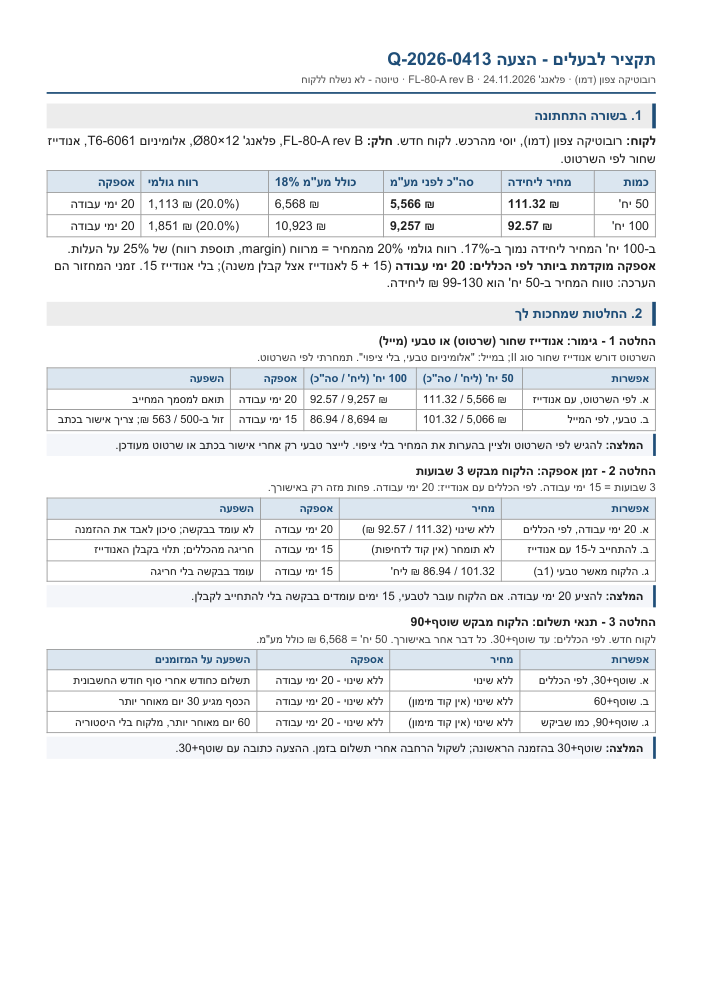 תקציר לבעלים - הצעה Q-2026-0413
רובוטיקה צפון (דמו) · פלאנג' FL-80-A rev B · 24.11.2026 · טיוטה - לא נשלח ללקוח
1. בשורה התחתונה
לקוח: רובוטיקה צפון (דמו), יוסי מהרכש. לקוח חדש. חלק: FL-80-A rev B, פלאנג' Ø80×12, אלומיניום 6061-T6, אנודייז
שחור לפי השרטוט.
כמות מחיר ליחידה סה"כ לפני מע"מ כולל מע"מ 18% רווח גולמי אספקה
50 יח' 111.32 ₪ 5,566 ₪ 6,568 ₪ 1,113 ₪ (20.0%) 20 ימי עבודה
100 יח' 92.57 ₪ 9,257 ₪ 10,923 ₪ 1,851 ₪ (20.0%) 20 ימי עבודה
ב-100 יח' המחיר ליחידה נמוך ב-17%. רווח גולמי 20% מהמחיר = מרווח (margin), תוספת רווח) של 25% על העלות.
אספקה מוקדמת ביותר לפי הכללים: 20 ימי עבודה (15 + 5 לאנודייז אצל קבלן משנה); בלי אנודייז 15. זמני המחזור הם
הערכה: טווח המחיר ב-50 יח' הוא 99-130 ₪ ליחידה.
2. החלטות שמחכות לך
החלטה 1 - גימור: אנודייז שחור (שרטוט) או טבעי (מייל)
השרטוט דורש אנודייז שחור סוג II; במייל: "אלומיניום טבעי, בלי ציפוי". תמחרתי לפי השרטוט.
אפשרות 50 יח' (ליח' / סה"כ) 100 יח' (ליח' / סה"כ) אספקה השפעה
א. לפי השרטוט, עם אנודייז 111.32 / 5,566 ₪ 92.57 / 9,257 ₪ 20 ימי עבודה תואם למסמך המחייב
ב. טבעי, לפי המייל 101.32 / 5,066 ₪ 86.94 / 8,694 ₪ 15 ימי עבודה זול ב-500 / 563 ₪; צריך אישור בכתב
המלצה: להגיש לפי השרטוט ולציין בהערות את המחיר בלי ציפוי. לייצר טבעי רק אחרי אישור בכתב או שרטוט מעודכן.
החלטה 2 - זמן אספקה: הלקוח מבקש 3 שבועות
3 שבועות = 15 ימי עבודה. לפי הכללים עם אנודייז: 20 ימי עבודה. פחות מזה רק באישורך.
אפשרות מחיר אספקה השפעה
א. 20 ימי עבודה, לפי הכללים ללא שינוי (111.32 / 92.57 ₪) 20 ימי עבודה לא עומד בבקשה; סיכון לאבד את ההזמנה
ב. להתחייב ל-15 עם אנודייז לא תומחר (אין קוד לדחיפות) 15 ימי עבודה חריגה מהכללים; תלוי בקבלן האנודייז
ג. הלקוח מאשר טבעי (1ב) 101.32 / 86.94 ₪ ליח' 15 ימי עבודה עומד בבקשה בלי חריגה
המלצה: להציע 20 ימי עבודה. אם הלקוח עובר לטבעי, 15 ימים עומדים בבקשה בלי להתחייב לקבלן.
החלטה 3 - תנאי תשלום: הלקוח מבקש שוטף+90
לקוח חדש. לפי הכללים: עד שוטף+30. כל דבר אחר באישורך. 50 יח' = 6,568 ₪ כולל מע"מ.
אפשרות מחיר אספקה השפעה על המזומנים
א. שוטף+30, לפי הכללים ללא שינוי ללא שינוי - 20 ימי עבודה תשלום כחודש אחרי סוף חודש החשבונית
ב. שוטף+60 ללא שינוי (אין קוד מימון) ללא שינוי - 20 ימי עבודה הכסף מגיע 30 יום מאוחר יותר
ג. שוטף+90, כמו שביקש ללא שינוי (אין קוד מימון) ללא שינוי - 20 ימי עבודה 60 יום מאוחר יותר, מלקוח בלי היסטוריה
המלצה: שוטף+30 בהזמנה הראשונה; לשקול הרחבה אחרי תשלום בזמן. ההצעה כתובה עם שוטף+30.